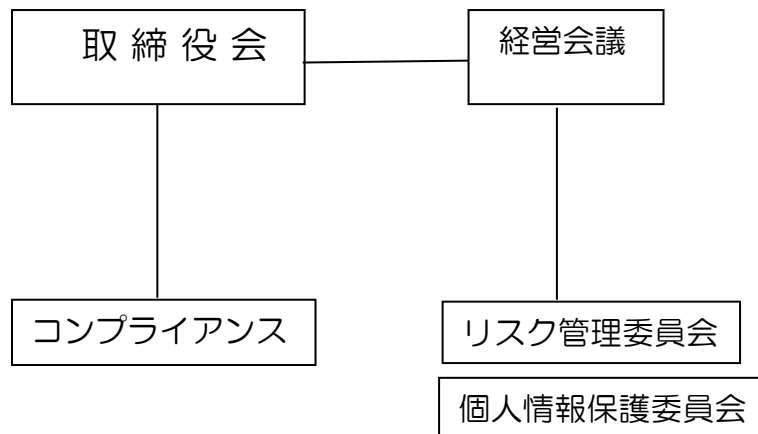 取 締 役 会
経営会議
コンプライアンス
リスク管理委員会
個人情報保護委員会